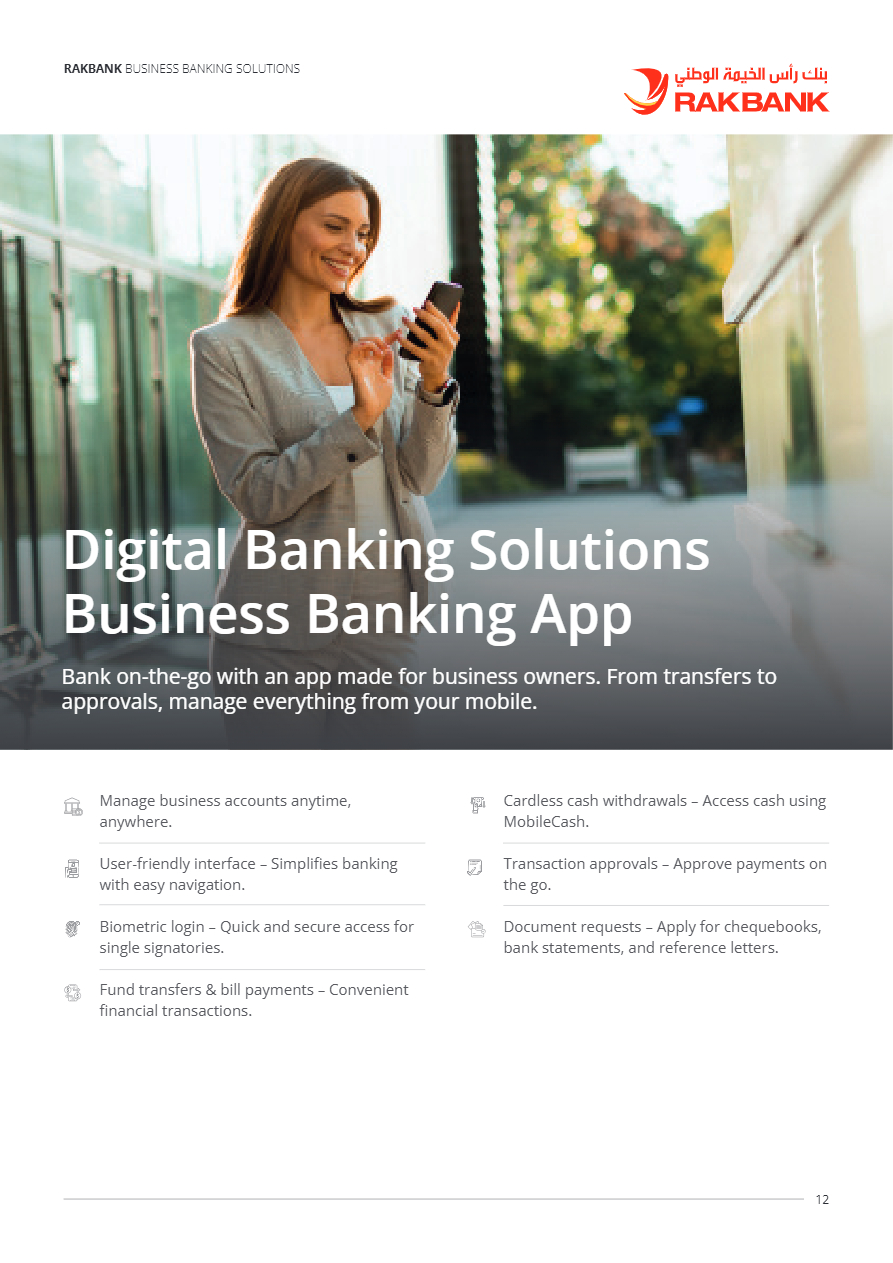 RAKBANK BUSINESS BANKING SOLUTIONS
بنك رأس الخيمة الوطني
RAKBANK
Digital Banking Solutions
Business Banking App
Bank on-the-go with an app made for business owners. From transfers to
approvals, manage everything from your mobile.
Manage business accounts anytime,
anywhere.
User-friendly interface – Simplifies banking
with easy navigation.
Biometric login – Quick and secure access for
single signatories.
Fund transfers & bill payments – Convenient
financial transactions.
Cardless cash withdrawals – Access cash using
MobileCash.
Transaction approvals – Approve payments on
the go.
Document requests – Apply for chequebooks,
bank statements, and reference letters.
12